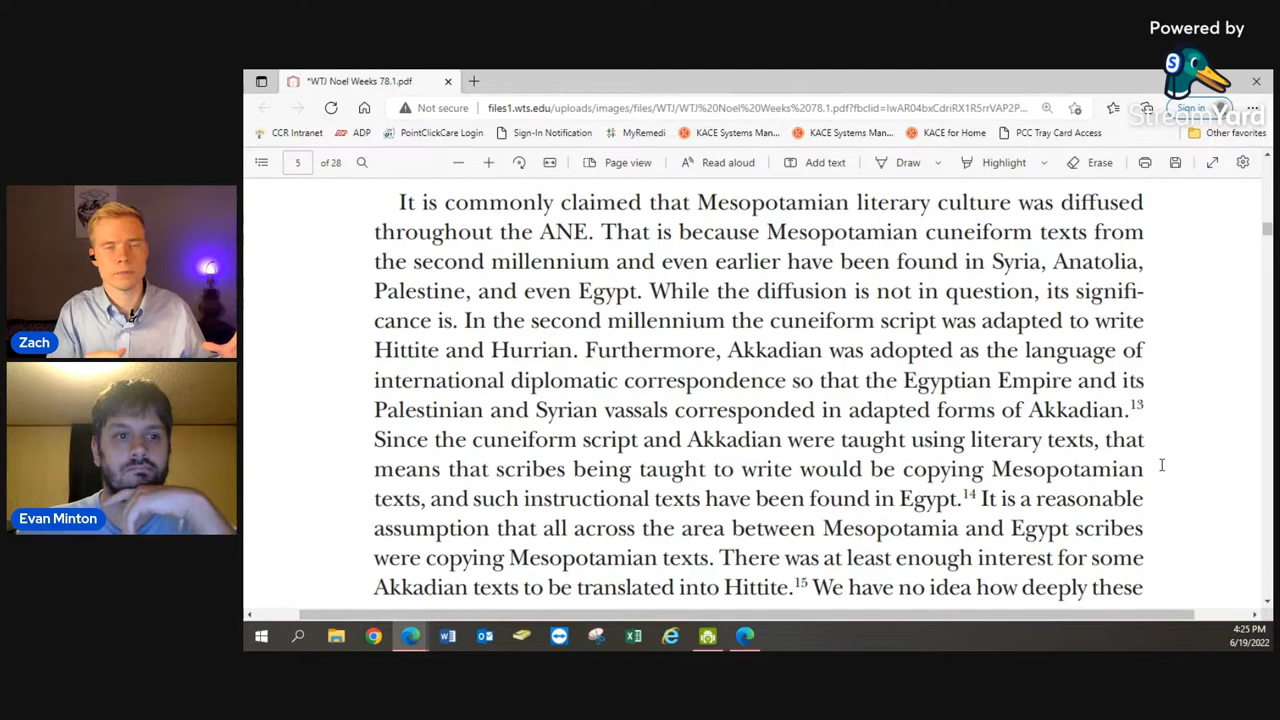 Powered by
S
StreamYard
*WTJ Noel Weeks 78.1.pdf
Not secure
files1.wts.edu/uploads/images/files/WTJ/WTJ%20Noel%20Weeks%2078.1.pdf?fbclid=IwAR04bxCdriRX1R5rrVAP2P...
Sign in
CCR Intranet ADP PointClickCare Login Sign-In Notification MyRemedi KACE Systems Man... KACE Systems Man... KACE for Home PCC Tray Card Access Other favorites
5 of 28 Page view Read aloud Add text Draw Highlight Erase
It is commonly claimed that Mesopotamian literary culture was diffused
throughout the ANE. That is because Mesopotamian cuneiform texts from
the second millennium and even earlier have been found in Syria, Anatolia,
Palestine, and even Egypt. While the diffusion is not in question, its signifi-
cance is. In the second millennium the cuneiform script was adapted to write
Hittite and Hurrian. Furthermore, Akkadian was adopted as the language of
international diplomatic correspondence so that the Egyptian Empire and its
Palestinian and Syrian vassals corresponded in adapted forms of Akkadian.13
Since the cuneiform script and Akkadian were taught using literary texts, that
means that scribes being taught to write would be copying Mesopotamian
texts, and such instructional texts have been found in Egypt.14 It is a reasonable
assumption that all across the area between Mesopotamia and Egypt scribes
were copying Mesopotamian texts. There was at least enough interest for some
Akkadian texts to be translated into Hittite.15 We have no idea how deeply these
Zach
Evan Minton
4:25 PM
6/19/2022